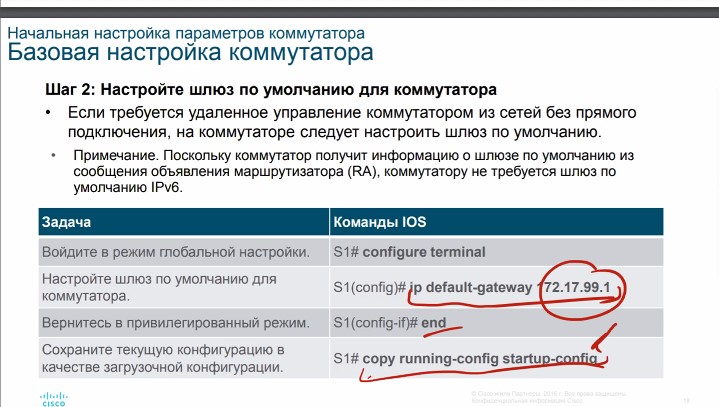 Начальная настройка параметров коммутатора
Базовая настройка коммутатора
Шаг 2: Настройте шлюз по умолчанию для коммутатора
• Если требуется удаленное управление коммутатором из сетей без прямого
подключения, на коммутаторе следует настроить шлюз по умолчанию.
• Примечание. Поскольку коммутатор получит информацию о шлюзе по умолчанию из
сообщения объявления маршрутизатора (RA), коммутатору не требуется шлюз по
умолчанию IPv6.
Задача Команды IOS
Войдите в режим глобальной настройки. S1# configure terminal
Настройте шлюз по умолчанию для
коммутатора. S1(config)# ip default-gateway 172.17.99.1
Вернитесь в привилегированный режим. S1(config-if)# end
Сохраните текущую конфигурацию в
качестве загрузочной конфигурации. S1# copy running-config startup-config
CISCO
© Cisco и/или Партнеры, 2016 г. Все права защищены.
Конфиденциальная информация Cisco